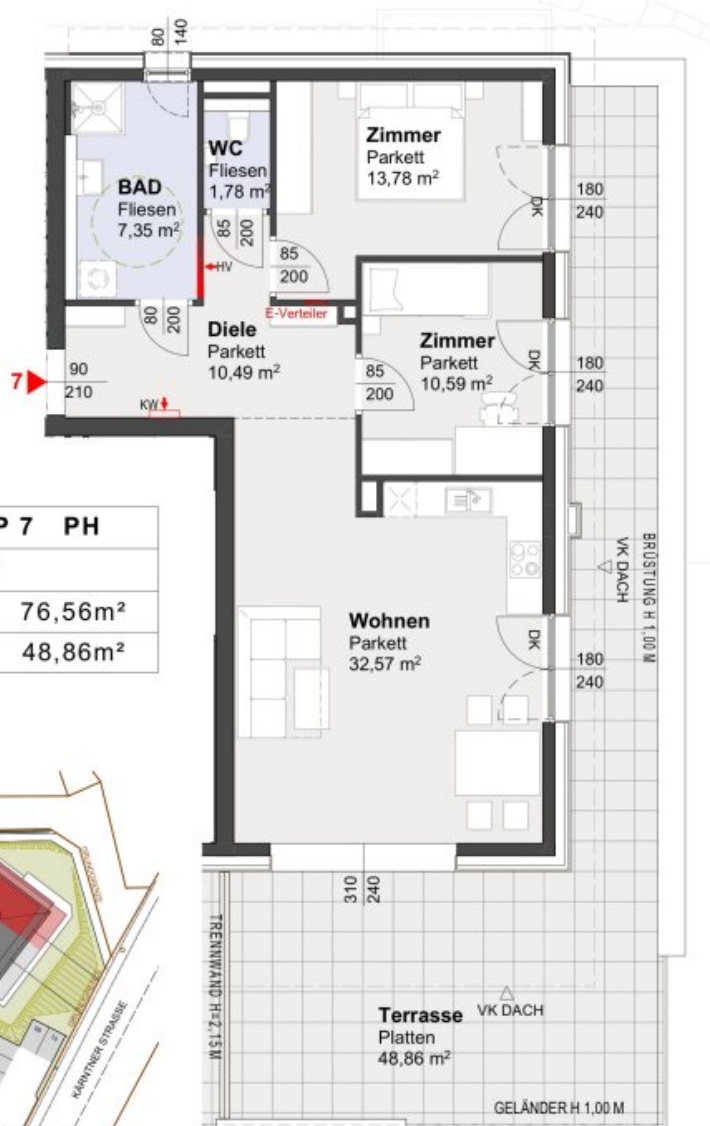 80
140
BAD
Fliesen
7,35 m²
WC
Fliesen
1,78 m²
Zimmer
Parkett
13,78 m²
DK
180
240
85
200
HV
85
200
E-Verteiler
80
200
Diele
Parkett
10,49 m²
Zimmer
Parkett
10,59 m²
DK
180
240
85
200
7
90
210
KW
P 7 PH
76,56m²
48,86m²
VK DACH
BRÜSTUNG H 1,00 M
Wohnen
Parkett
32,57 m²
DK
180
240
310
240
TRENNWAND H=2,15M
KÄRNTNER STRASSE
Terrasse
Platten
48,86 m²
VK DACH
GELÄNDER H 1,00 M